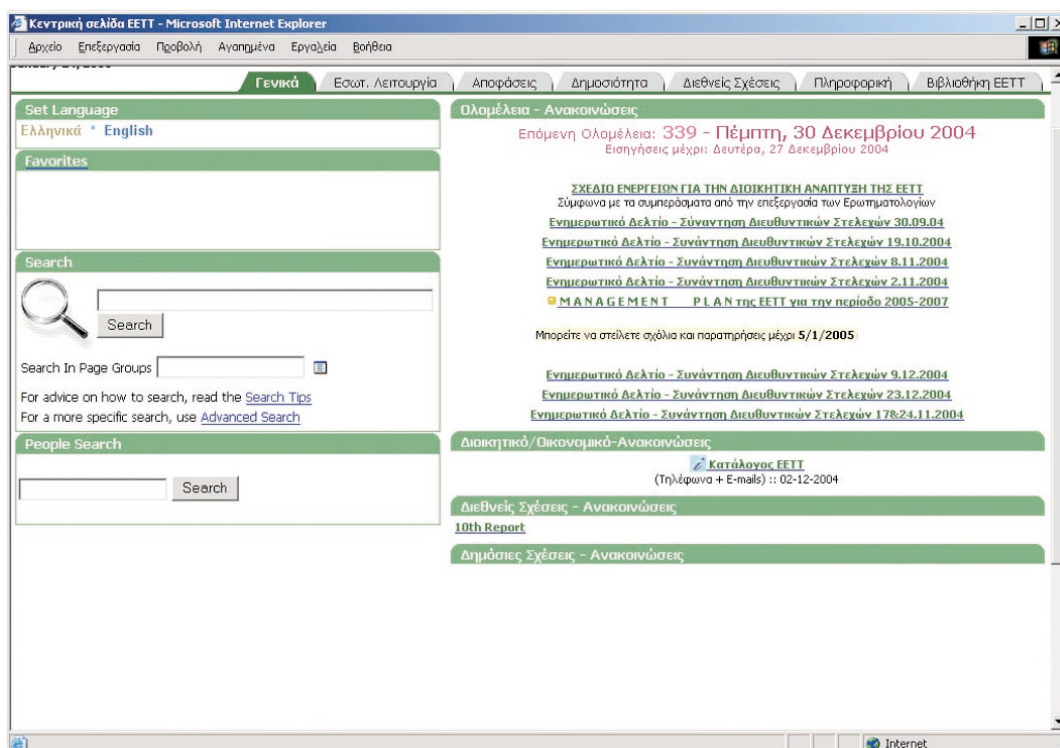 Κεντρική σελίδα ΕΕΤΤ - Microsoft Internet Explorer
Αρχείο Επεξεργασία Προβολή Αγαπημένα Εργαλεία Βοήθεια
Γενικά Εσωτ. Λειτουργία Αποφάσεις Δημοσιότητα Διεθνείς Σχέσεις Πληροφορική Βιβλιοθήκη ΕΕΤΤ
Set Language
Ελληνικά * English
Favorites
Search
Search
Search In Page Groups
For advice on how to search, read the Search Tips
For a more specific search, use Advanced Search
People Search
Search
Ολομέλεια - Ανακοινώσεις
Επόμενη Ολομέλεια: 339 - Πέμπτη, 30 Δεκεμβρίου 2004
Εισηγήσεις μέχρι: Δευτέρα, 27 Δεκεμβρίου 2004
ΣΧΕΔΙΟ ΕΝΕΡΓΕΙΩΝ ΓΙΑ ΤΗΝ ΔΙΟΙΚΗΤΙΚΗ ΑΝΑΠΤΥΞΗ ΤΗΣ ΕΕΤΤ
Σύμφωνα με τα συμπεράσματα από την επεξεργασία των Ερωτηματολογίων
Ενημερωτικό Δελτίο - Σύναντηση Διευθυντικών Στελεχών 30.09.04
Ενημερωτικό Δελτίο - Συνάντηση Διευθυντικών Στελεχών 19.10.2004
Ενημερωτικό Δελτίο - Συνάντηση Διευθυντικών Στελεχών 8.11.2004
Ενημερωτικό Δελτίο - Συνάντηση Διευθυντικών Στελεχών 2.11.2004
M A N A G E M E N T P L A N της ΕΕΤΤ για την περίοδο 2005-2007
Μπορείτε να στείλετε σχόλια και παρατηρήσεις μέχρι 5/1/2005
Ενημερωτικό Δελτίο - Συνάντηση Διευθυντικών Στελεχών 9.12.2004
Ενημερωτικό Δελτίο - Συνάντηση Διευθυντικών Στελεχών 23.12.2004
Ενημερωτικό Δελτίο - Συνάντηση Διευθυντικών Στελεχών 17&24.11.2004
Διοικητικό/Οικονομικό-Ανακοινώσεις
Κατάλογος ΕΕΤΤ
(Τηλέφωνα + E-mails) :: 02-12-2004
Διεθνείς Σχέσεις - Ανακοινώσεις
10th Report
Δημόσιες Σχέσεις - Ανακοινώσεις
Internet